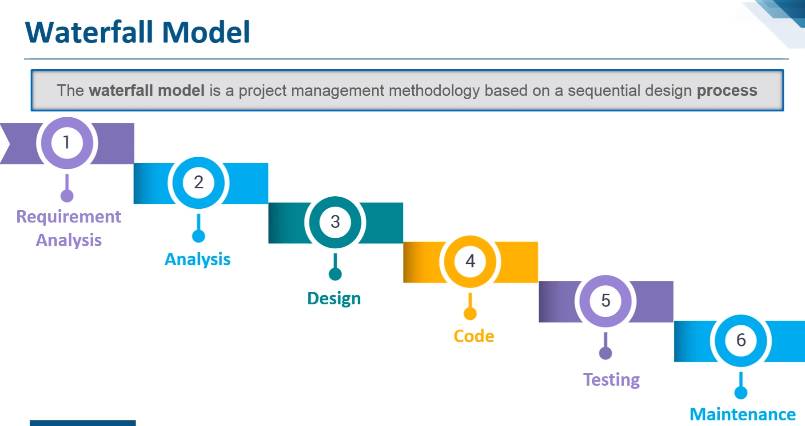 Waterfall Model
The waterfall model is a project management methodology based on a sequential design process
1
Requirement
Analysis
2
Analysis
3
Design
4
Code
5
Testing
6
Maintenance